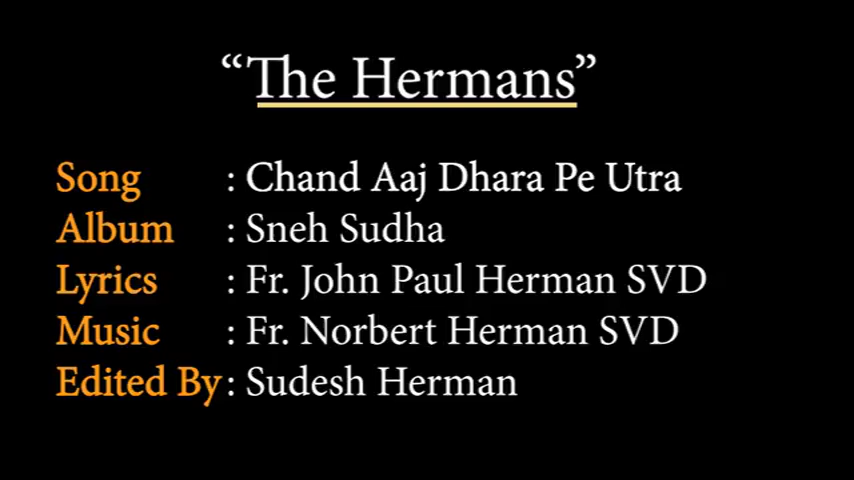 “The Hermans”
Song : Chand Aaj Dhara Pe Utra
Album : Sneh Sudha
Lyrics : Fr. John Paul Herman SVD
Music : Fr. Norbert Herman SVD
Edited By : Sudesh Herman